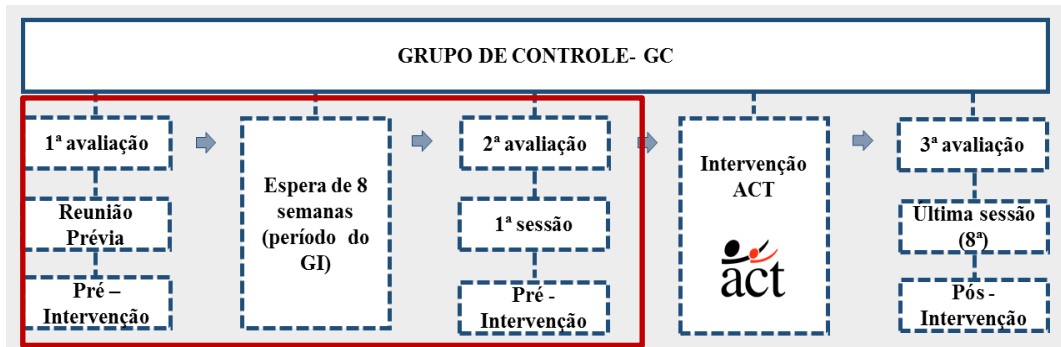 GRUPO DE CONTROLE- GC
1ª avaliação
Reunião
Prévia
Pré –
Intervenção
Espera de 8
semanas
(período do
GI)
2ª avaliação
1ª sessão
Pré -
Intervenção
Intervenção
ACT
act
3ª avaliação
Última sessão
(8ª)
Pós -
Intervenção